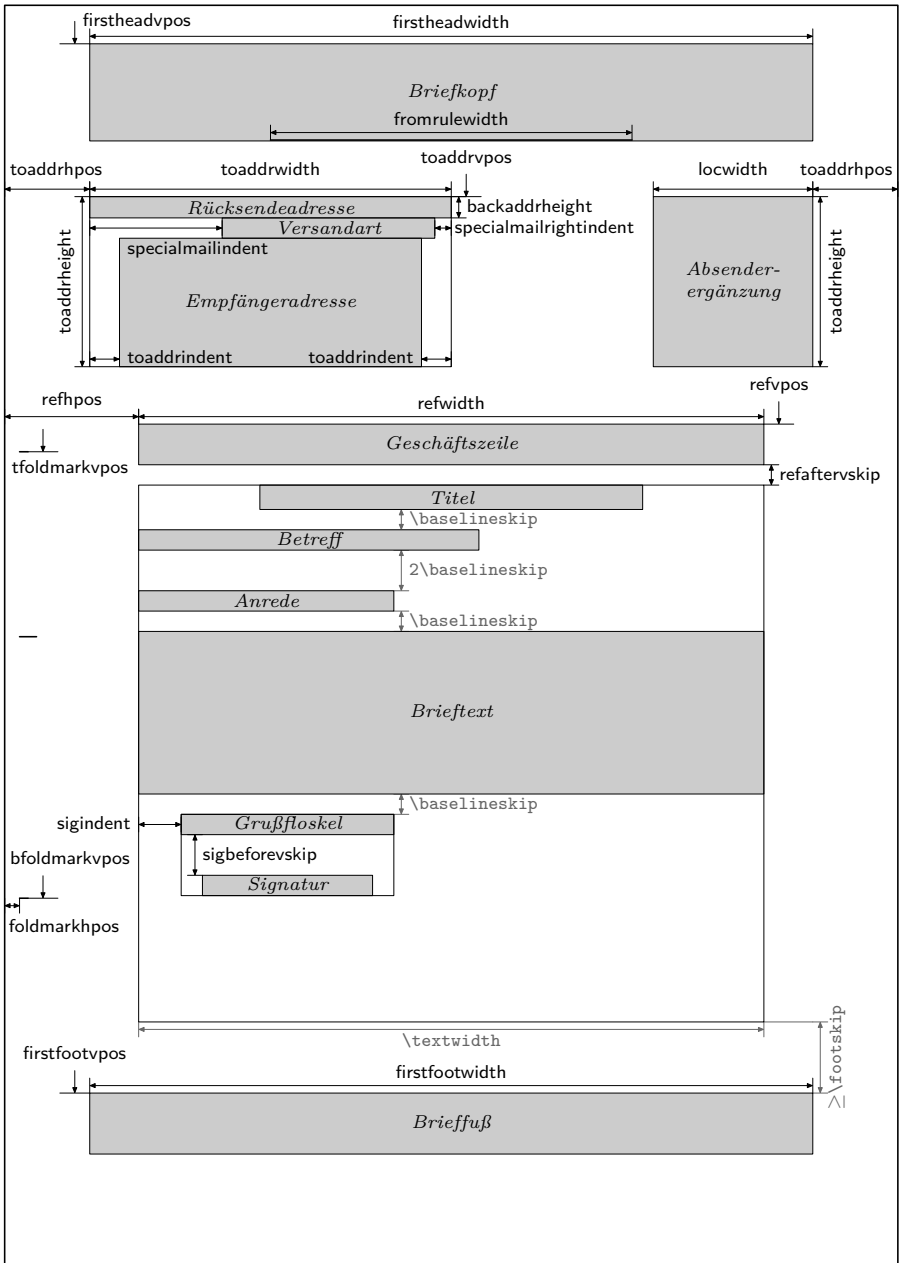 firstheadvpos
firstheadwidth
Briefkopf
fromrulewidth
toaddrhpos
toaddrwidth
toaddrvpos
locwidth
toaddrhpos
Rücksendeadresse
backaddrheight
Versandart
specialmailrightindent
specialmailindent
toaddrheight
Empfängeradresse
Absender-
ergänzung
toaddrheight
toaddrindent
toaddrindent
refhpos
refwidth
refvpos
Geschäftszeile
tfoldmarkvpos
refaftervskip
Titel
\baselineskip
Betreff
2\baselineskip
Anrede
\baselineskip
Brieftext
\baselineskip
sigindent
Grußfloskel
sigbeforevskip
bfoldmarkvpos
Signatur
foldmarkhpos
\textwidth
≥\footskip
firstfootvpos
firstfootwidth
Brieffuß